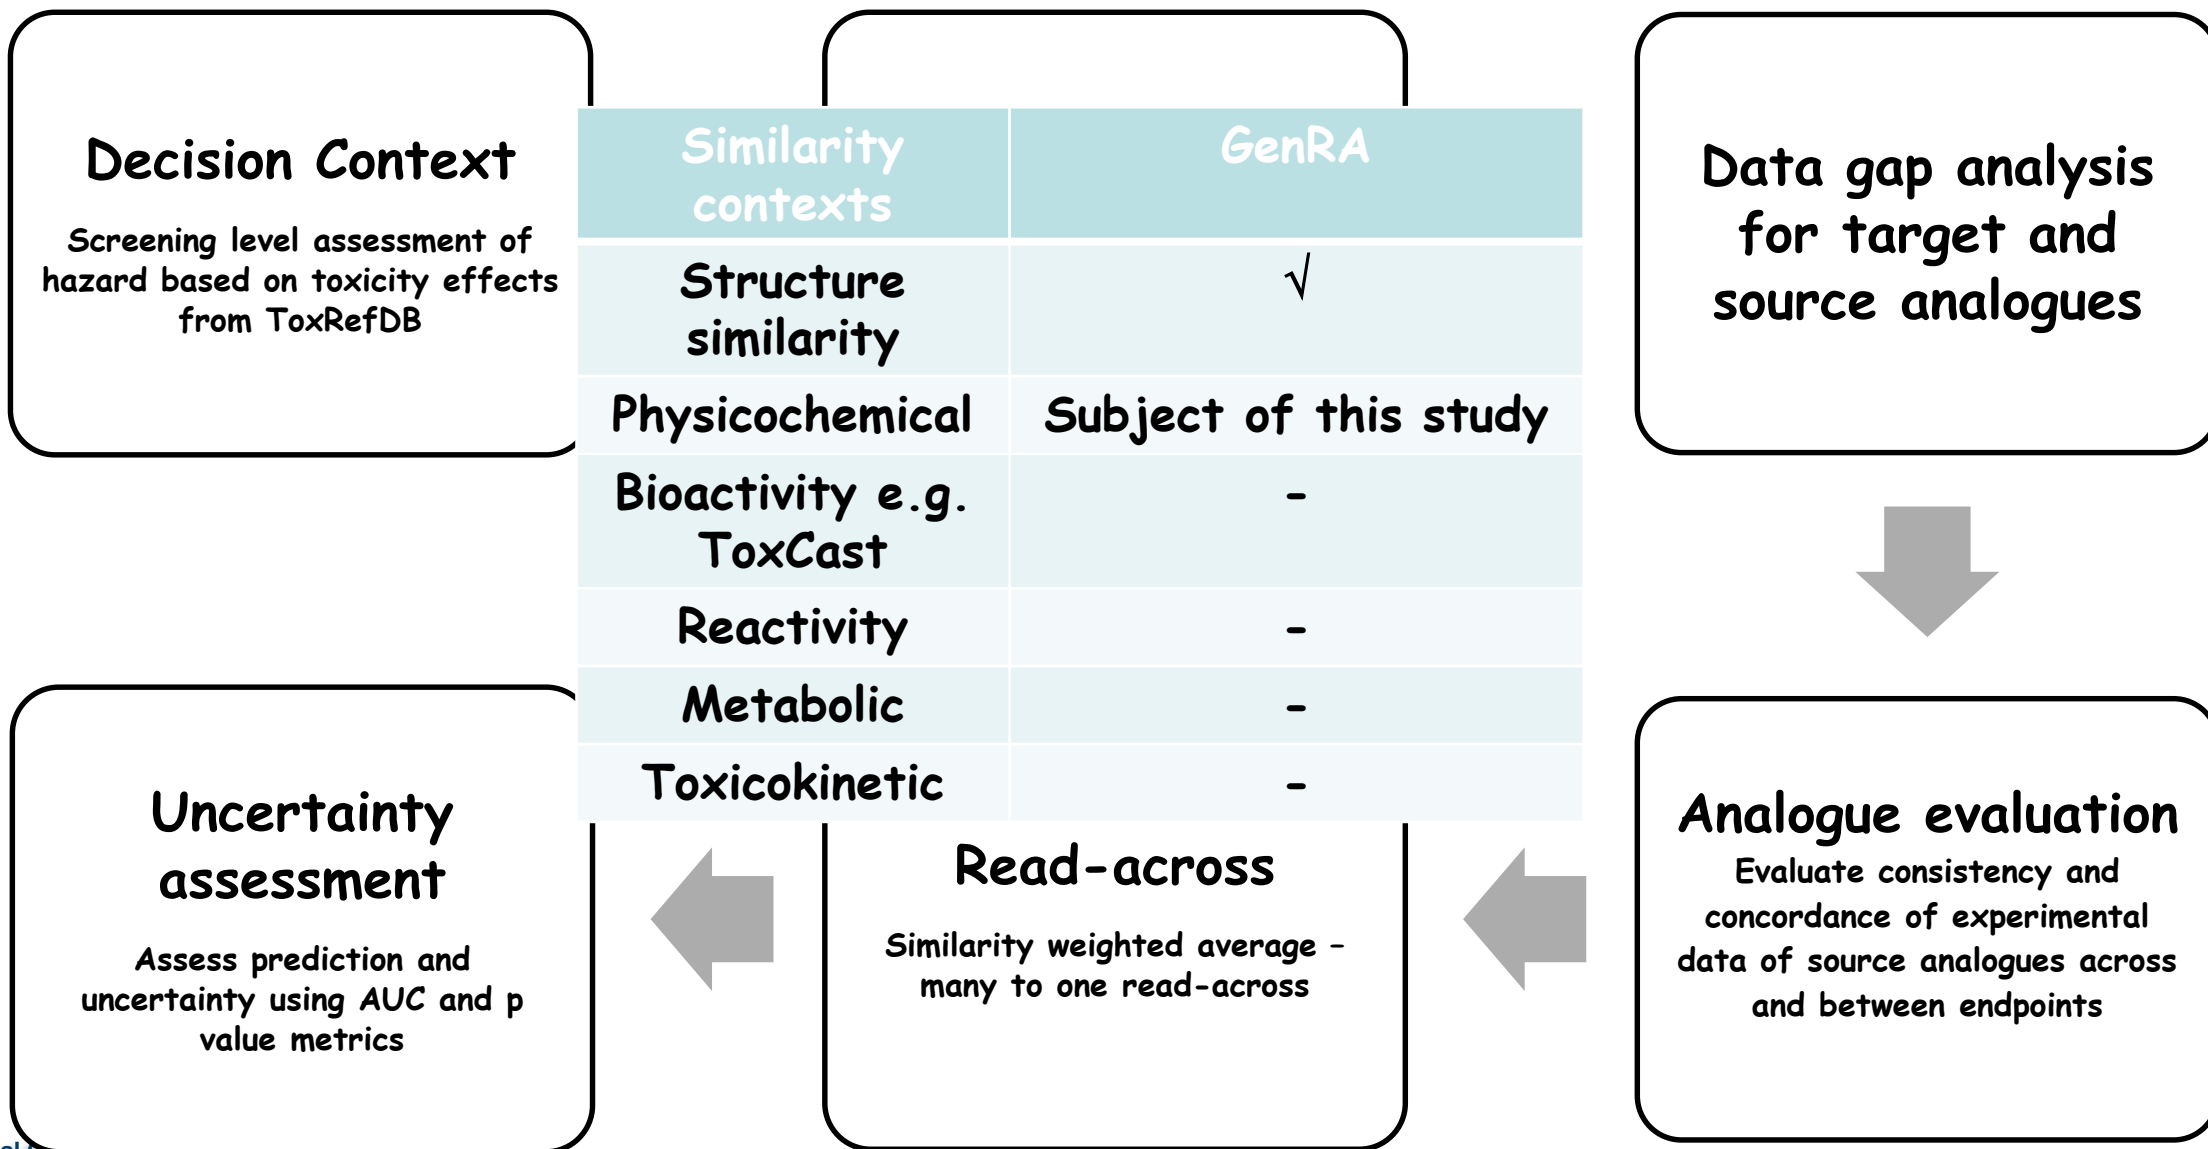 Decision Context
Screening level assessment of
hazard based on toxicity effects
from ToxRefDB
Similarity
contexts
GenRA
Structure
similarity
√
Physicochemical
Subject of this study
Bioactivity e.g.
ToxCast
-
Reactivity
-
Metabolic
-
Toxicokinetic
-
Data gap analysis
for target and
source analogues
Analogue evaluation
Evaluate consistency and
concordance of experimental
data of source analogues across
and between endpoints
Read-across
Similarity weighted average –
many to one read-across
Uncertainty
assessment
Assess prediction and
uncertainty using AUC and p
value metrics